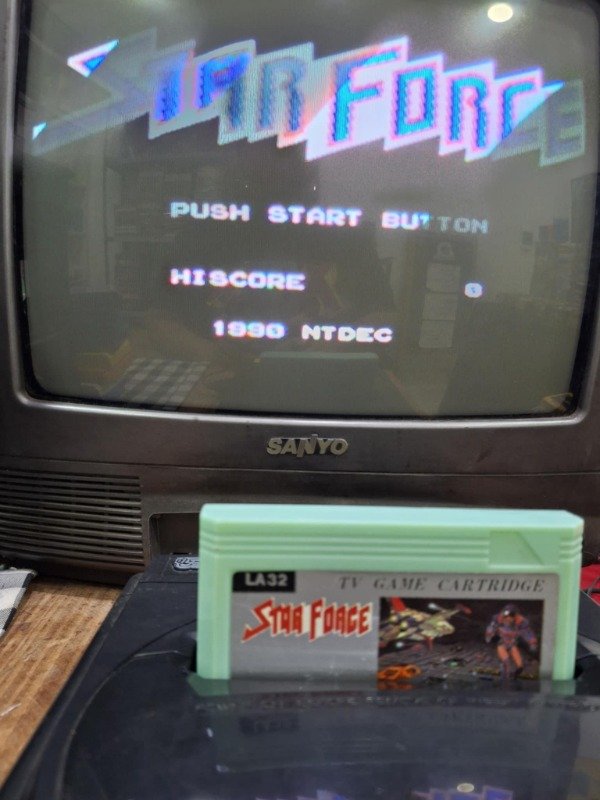 STAR FORCE
PUSH START BUTTON
HISCORE 0
1990 NTDEC
SANYO
LA32 TV GAME CARTRIDGE
STAR FORCE